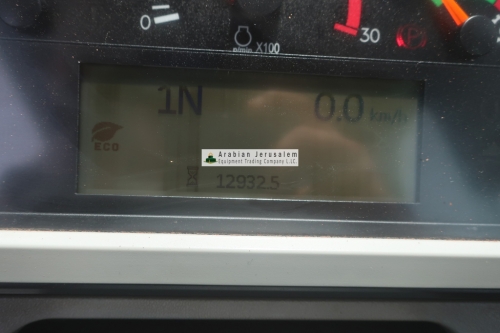 0
X100
30
1N
0.0 km/h
ECO
Arabian Jerusalem
Equipment Trading Company L.L.C.
12932.5